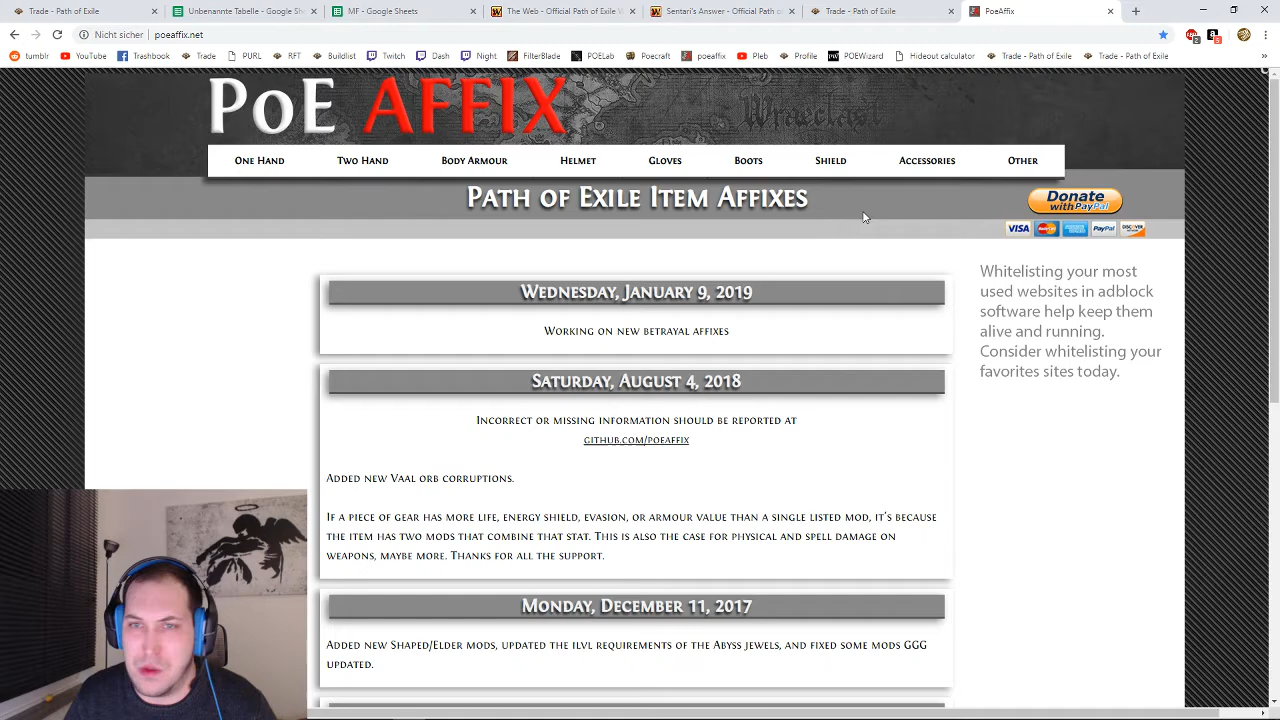 Trade - Path of Exile
Unbenannte Tabelle - Google She
MF - Google Sheets
The Web - Official Path of Exile W
Sentari's Answer - Official Path o
Trade - Path of Exile
PoeAffix
Nicht sicher poeaffix.net
tumblr YouTube Trashbook Trade PURL RFT Buildlist Twitch Dash Night FilterBlade POELab Poecraft poeaffix Pleb Profile POEWizard Hideout calculator Trade - Path of Exile Trade - Path of Exile
PoE AFFIX
Wraeclast
One Hand Two Hand Body Armour Helmet Gloves Boots Shield Accessories Other
Path of Exile Item Affixes
Donate
with PayPal
VISA MasterCard PayPal DISCOVER
Wednesday, January 9, 2019
Working on new betrayal affixes
Saturday, August 4, 2018
Incorrect or missing information should be reported at
github.com/poeaffix
Added new Vaal orb corruptions.
If a piece of gear has more life, energy shield, evasion, or armour value than a single listed mod, it's because
the item has two mods that combine that stat. This is also the case for physical and spell damage on
weapons, maybe more. Thanks for all the support.
Monday, December 11, 2017
Added new Shaped/Elder mods, updated the ilvl requirements of the Abyss jewels, and fixed some mods GGG
updated.
Whitelisting your most
used websites in adblock
software help keep them
alive and running.
Consider whitelisting your
favorites sites today.